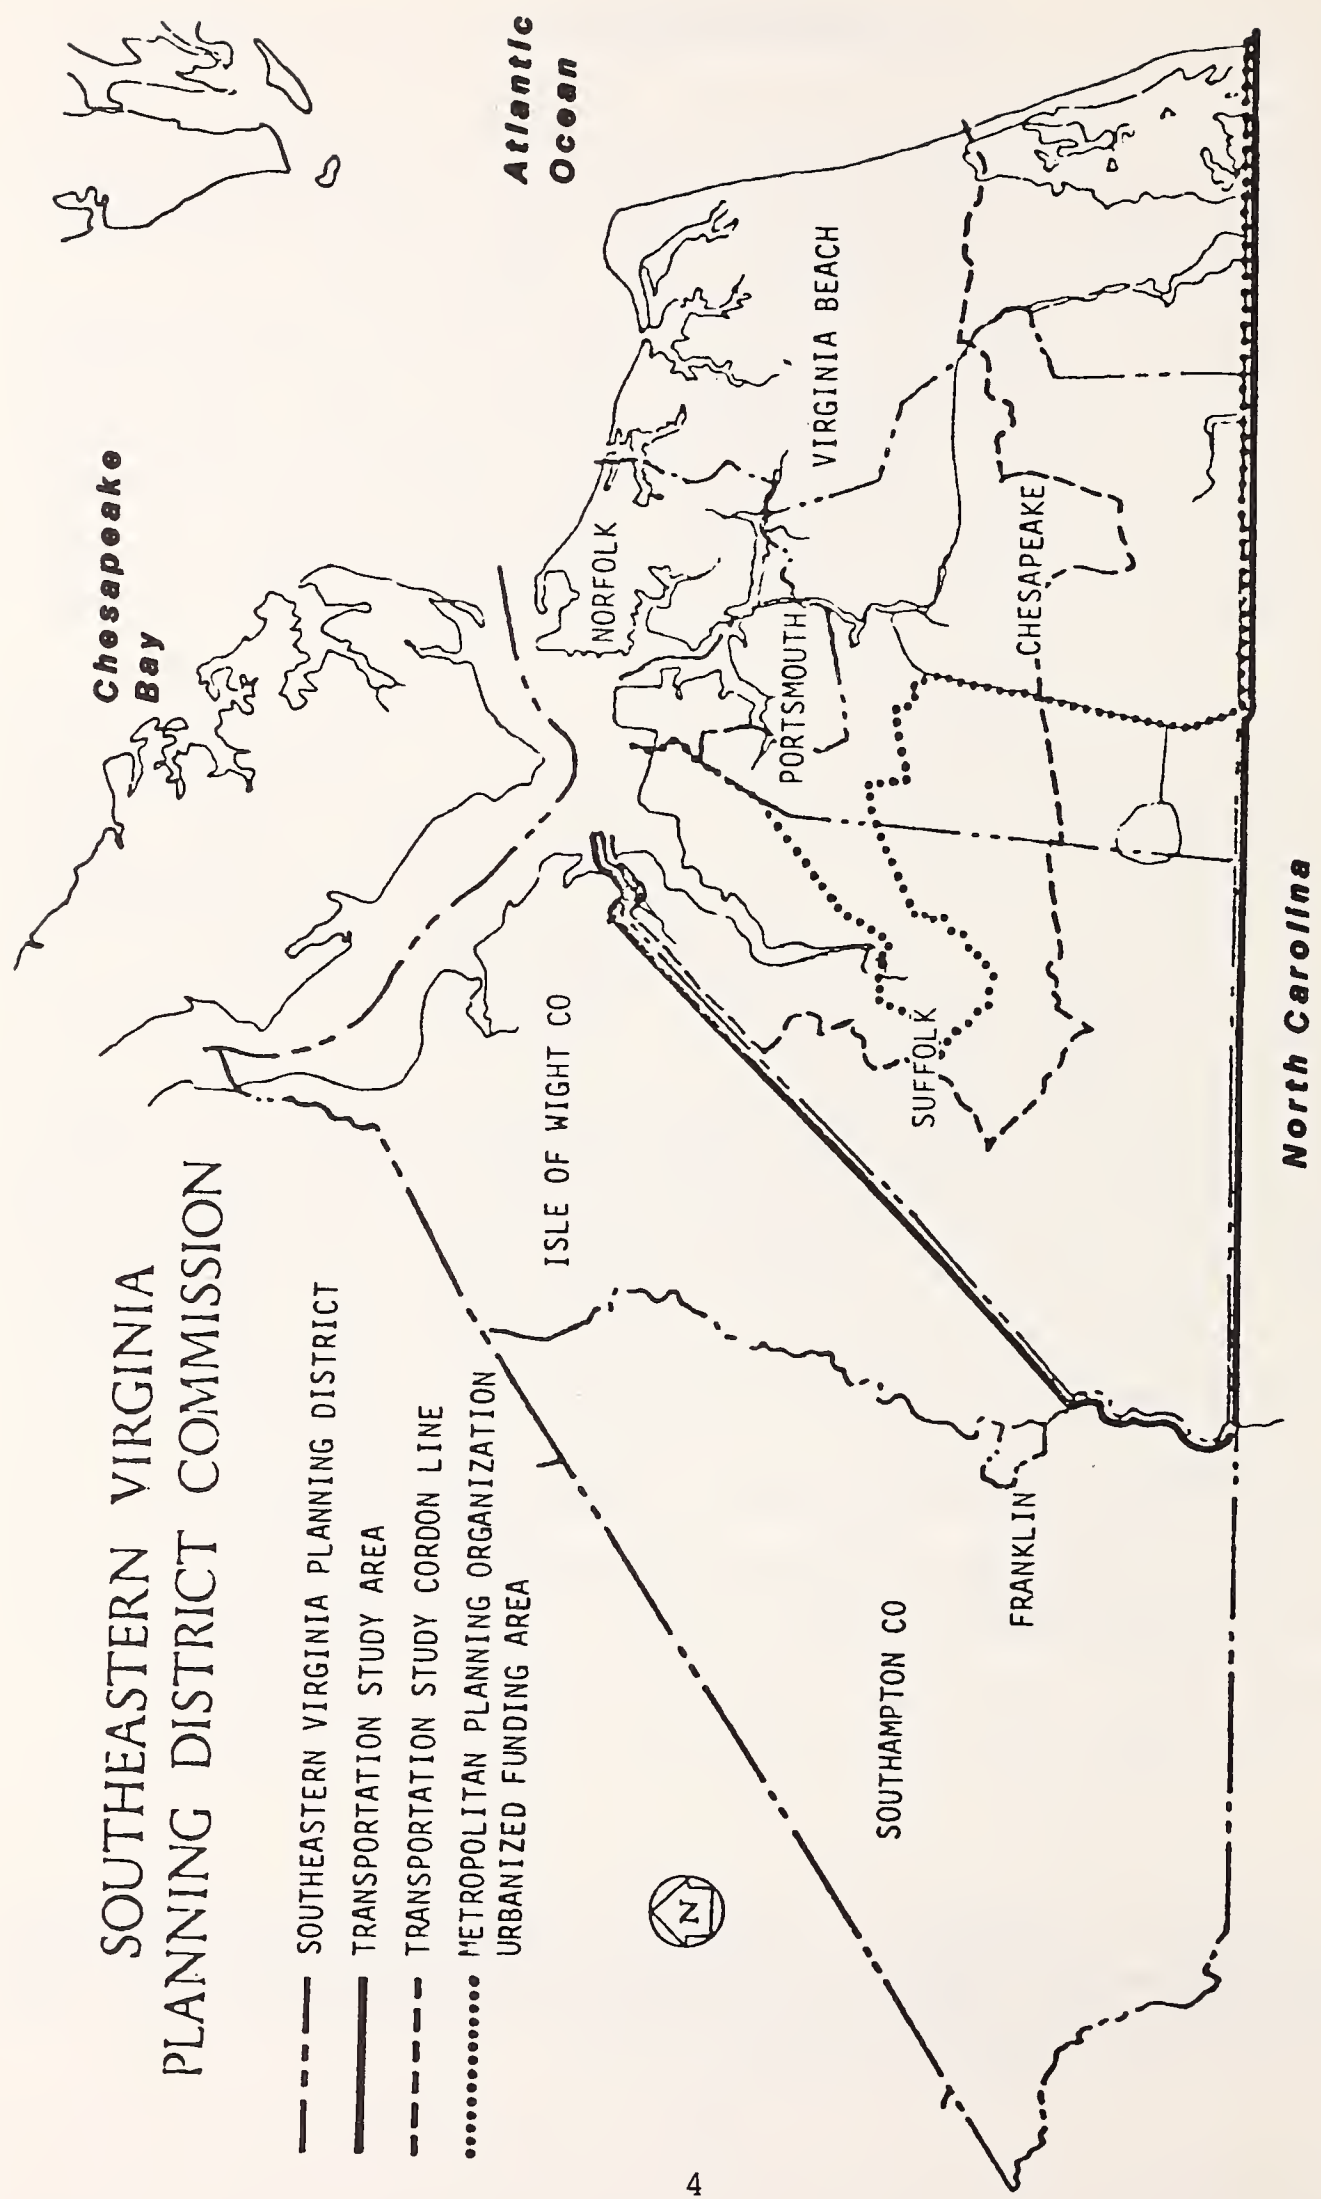 SOUTHEASTERN VIRGINIA
PLANNING DISTRICT COMMISSION
SOUTHEASTERN VIRGINIA PLANNING DISTRICT
TRANSPORTATION STUDY AREA
TRANSPORTATION STUDY CORDON LINE
METROPOLITAN PLANNING ORGANIZATION
URBANIZED FUNDING AREA
Chesapeake
Bay
Atlantic
Ocean
NORFOLK
VIRGINIA BEACH
PORTSMOUTH
CHESAPEAKE
ISLE OF WIGHT CO
SUFFOLK
N
SOUTHAMPTON CO
FRANKLIN
North Carolina
4